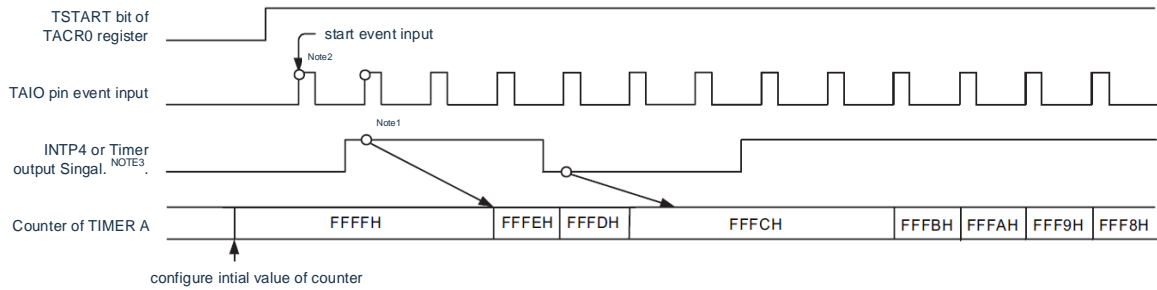 TSTART bit of
TACR0 register
start event input
Note2
TAIO pin event input
Note1
INTP4 or Timer
output Singal. NOTE3.
Counter of TIMER A
FFFFH
FFFEH
FFFDH
FFFCH
FFFBH
FFFAH
FFF9H
FFF8H
configure intial value of counter